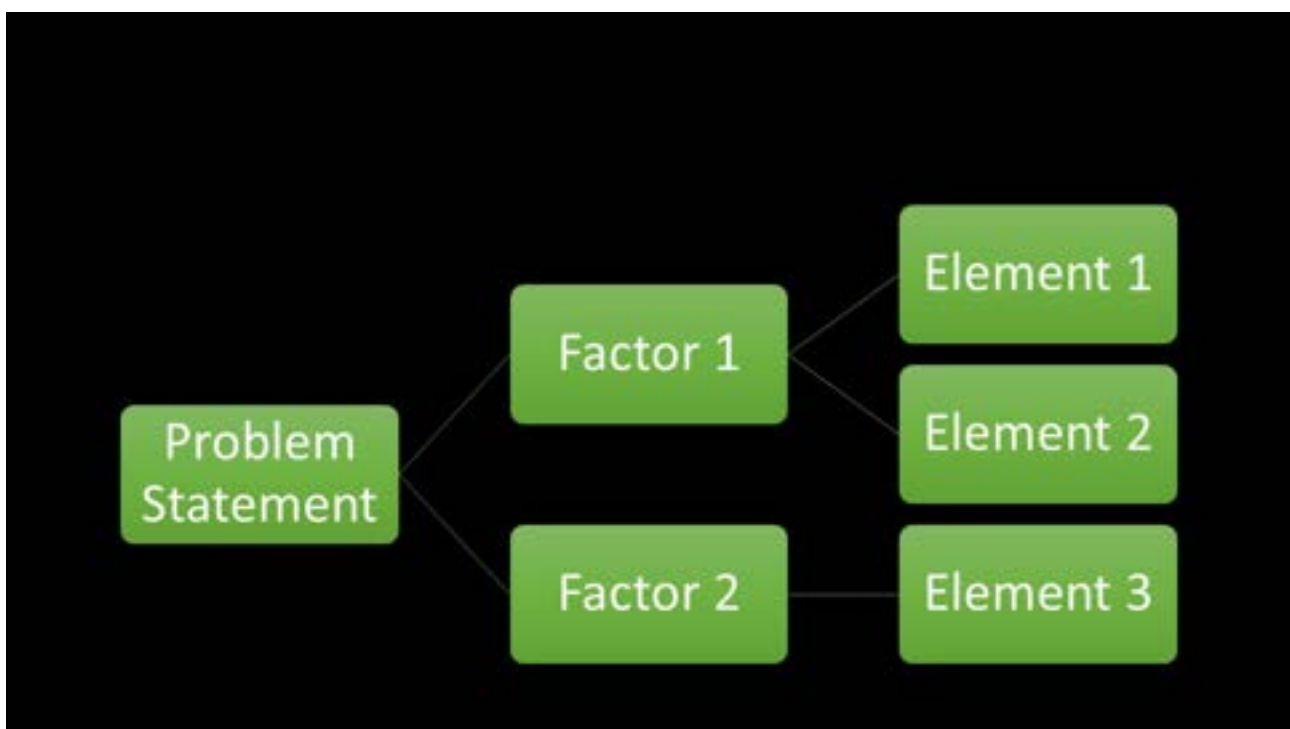 Problem
Statement
Factor 1
Element 1
Element 2
Factor 2
Element 3